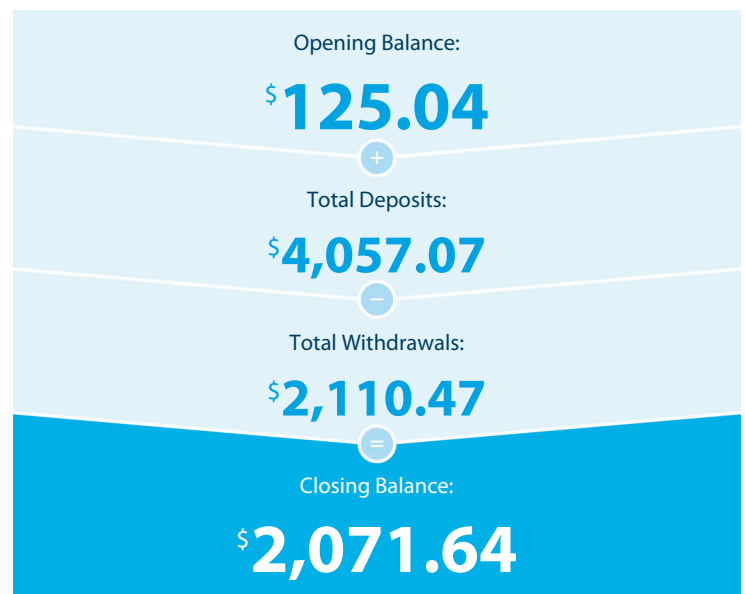 Opening Balance:
$125.04
+
Total Deposits:
$4,057.07
−
Total Withdrawals:
$2,110.47
=
Closing Balance:
$2,071.64